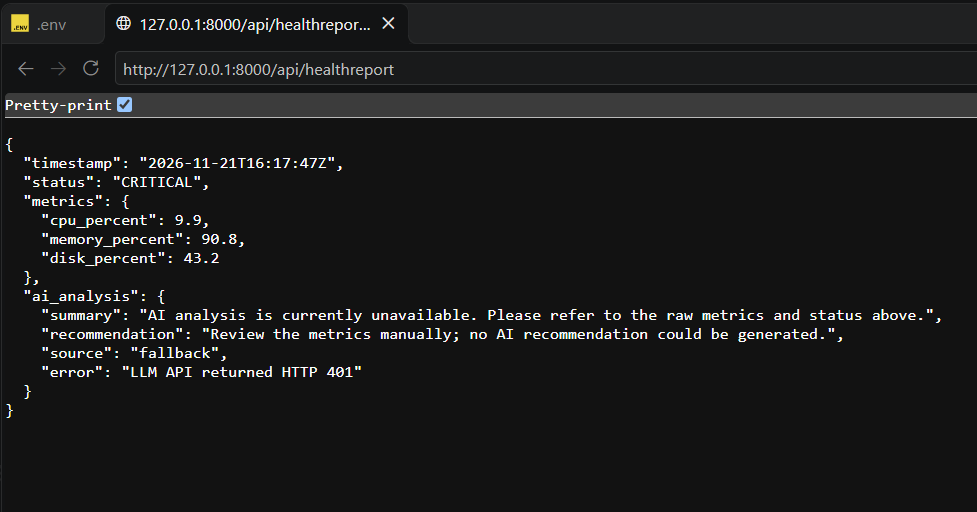 .ENV .env 127.0.0.1:8000/api/healthrepor...
http://127.0.0.1:8000/api/healthreport
Pretty-print
{
  "timestamp": "2026-11-21T16:17:47Z",
  "status": "CRITICAL",
  "metrics": {
    "cpu_percent": 9.9,
    "memory_percent": 90.8,
    "disk_percent": 43.2
  },
  "ai_analysis": {
    "summary": "AI analysis is currently unavailable. Please refer to the raw metrics and status above.",
    "recommendation": "Review the metrics manually; no AI recommendation could be generated.",
    "source": "fallback",
    "error": "LLM API returned HTTP 401"
  }
}